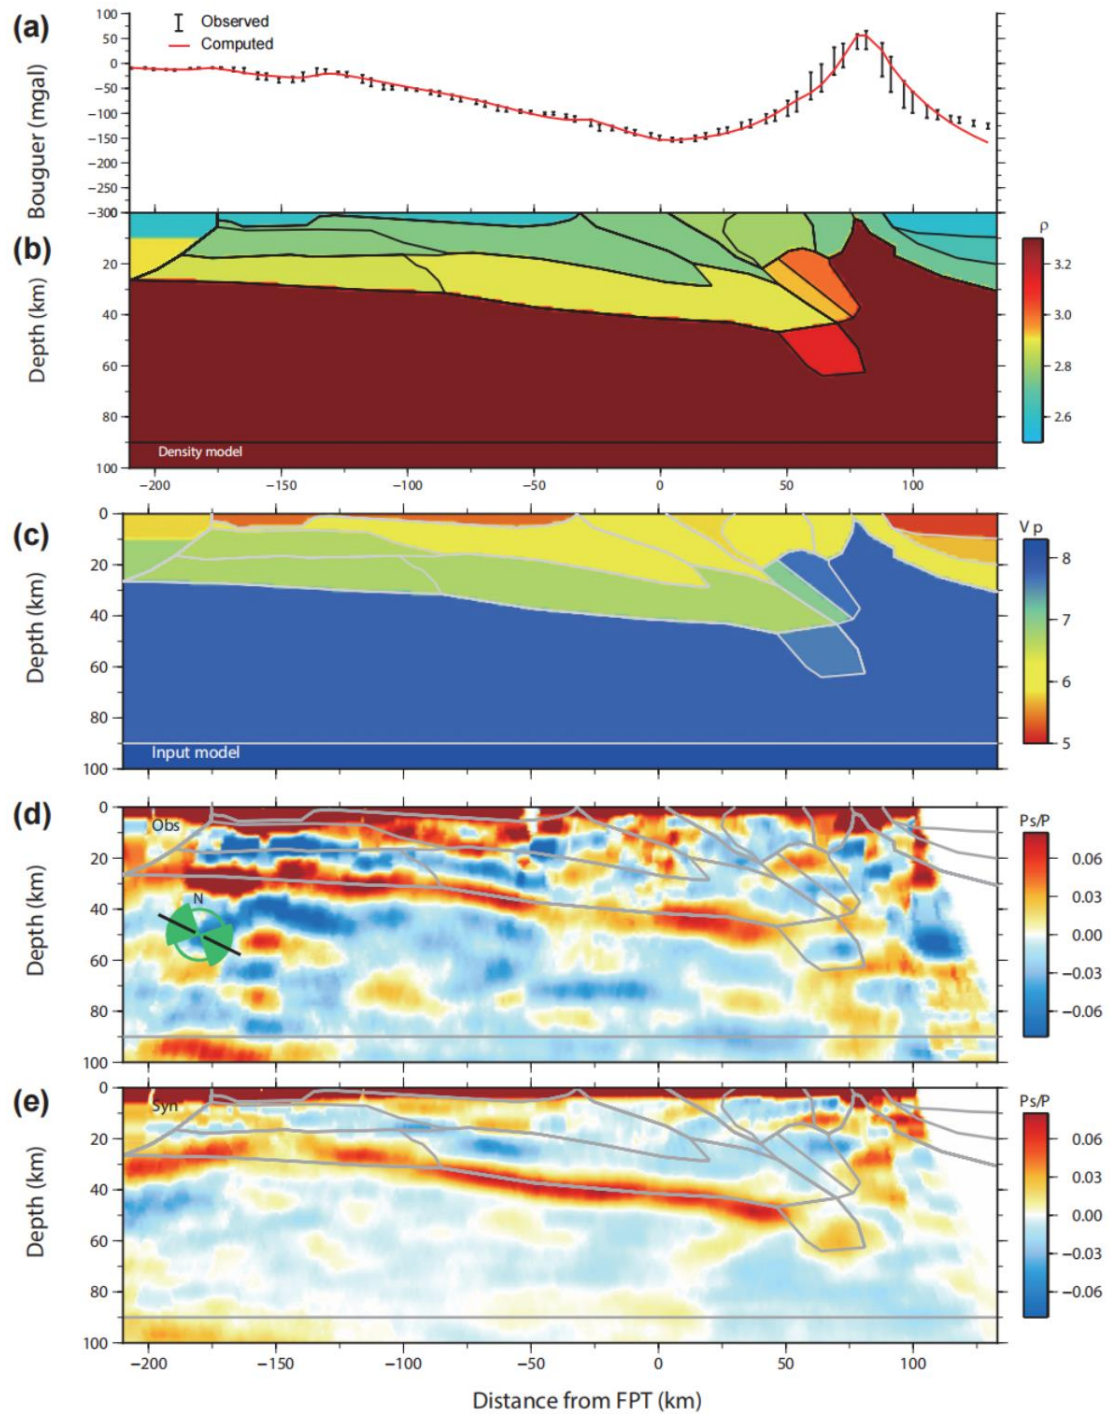 (a)
100
50
0
−50
−100
−150
−200
−250
−300
Bouguer (mgal)
Observed
Computed
(b)
20
40
60
80
100
Depth (km)
Density model
−200 −150 −100 −50 0 50 100
ρ
3.2
3.0
2.8
2.6
(c)
0
20
40
60
80
100
Depth (km)
Input model
Vp
8
7
6
5
(d)
0
20
40
60
80
100
Depth (km)
Obs
N
Ps/P
0.06
0.03
0.00
−0.03
−0.06
(e)
0
20
40
60
80
100
Depth (km)
Syn
Ps/P
0.06
0.03
0.00
−0.03
−0.06
−200 −150 −100 −50 0 50 100
Distance from FPT (km)